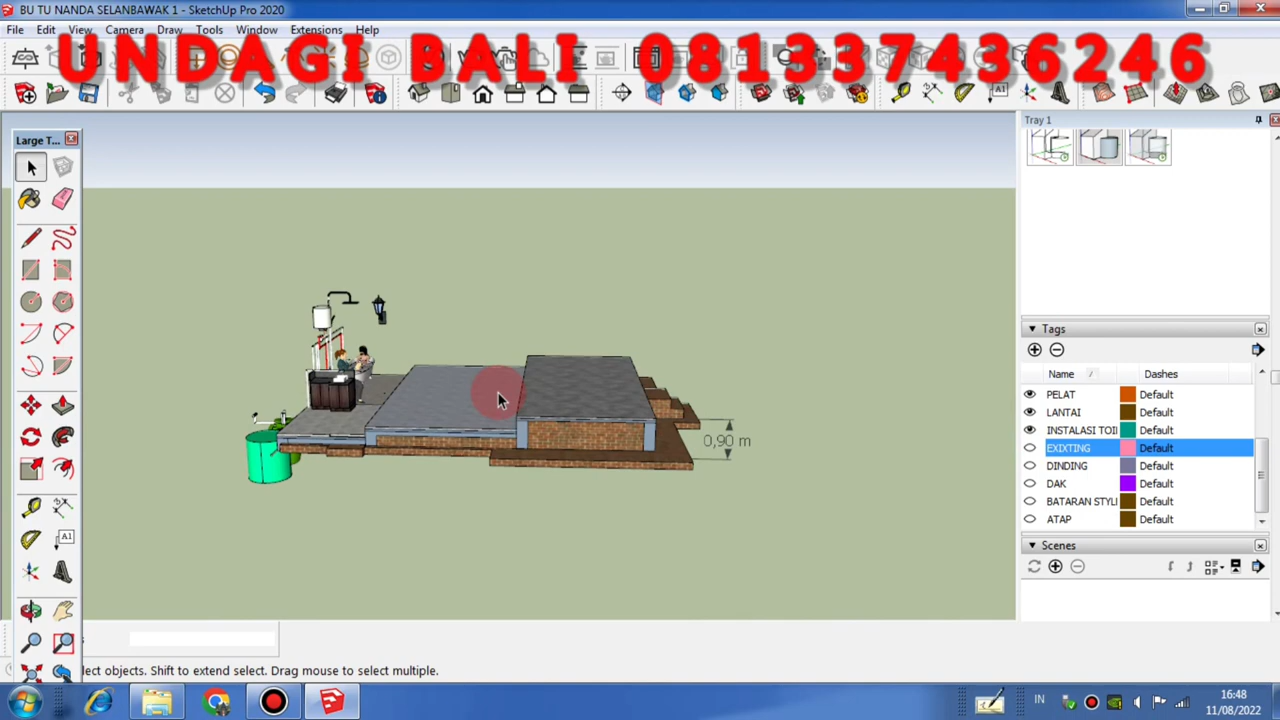 BU TU NANDA SELANBAWAK 1 - SketchUp Pro 2020
File Edit View Camera Draw Tools Window Extensions Help
UNDAGI BALI 081337436246
Large T...
Tray 1
A1
A1
Tags
Name Dashes
PELAT Default
LANTAI Default
INSTALASI TOI Default
EXIXTING Default
DINDING Default
DAK Default
BATARAN STYL Default
ATAP Default
0,90 m
Scenes
lect objects. Shift to extend select. Drag mouse to select multiple.
IN
16:48
11/08/2022